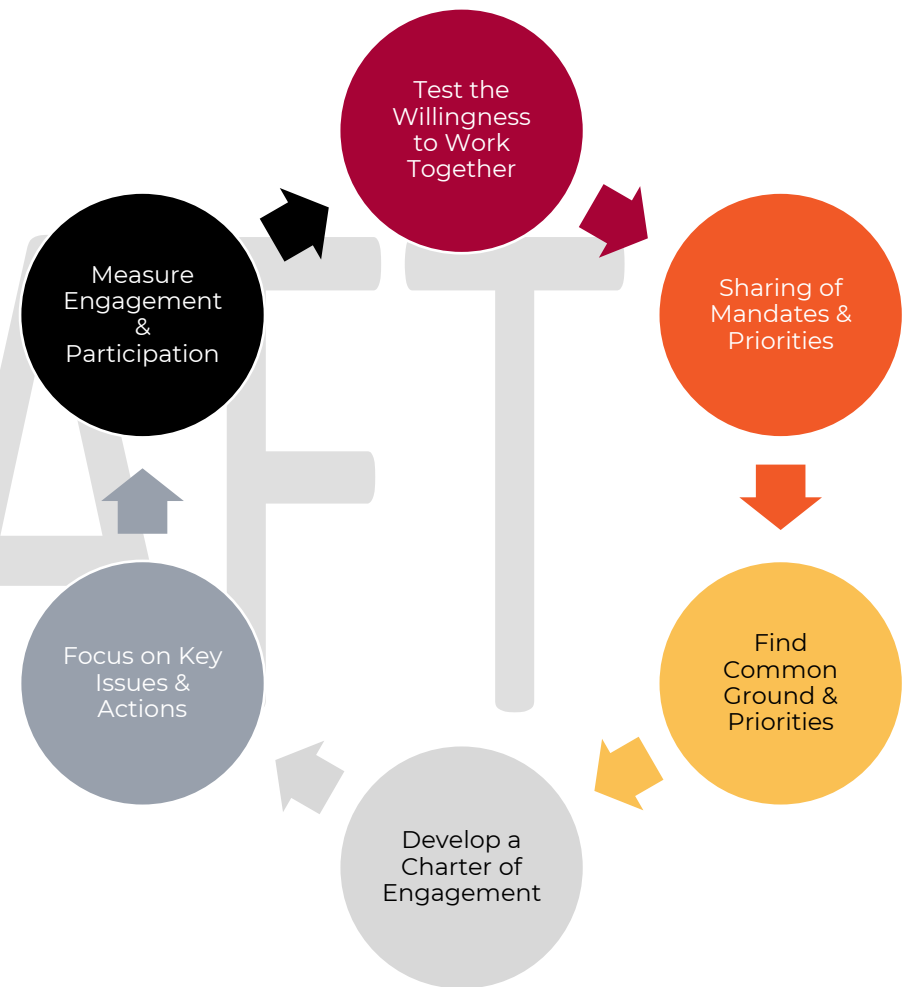 Test the
Willingness
to Work
Together
Sharing of
Mandates &
Priorities
Find
Common
Ground &
Priorities
Develop a
Charter of
Engagement
Focus on Key
Issues &
Actions
Measure
Engagement
&
Participation
AFT